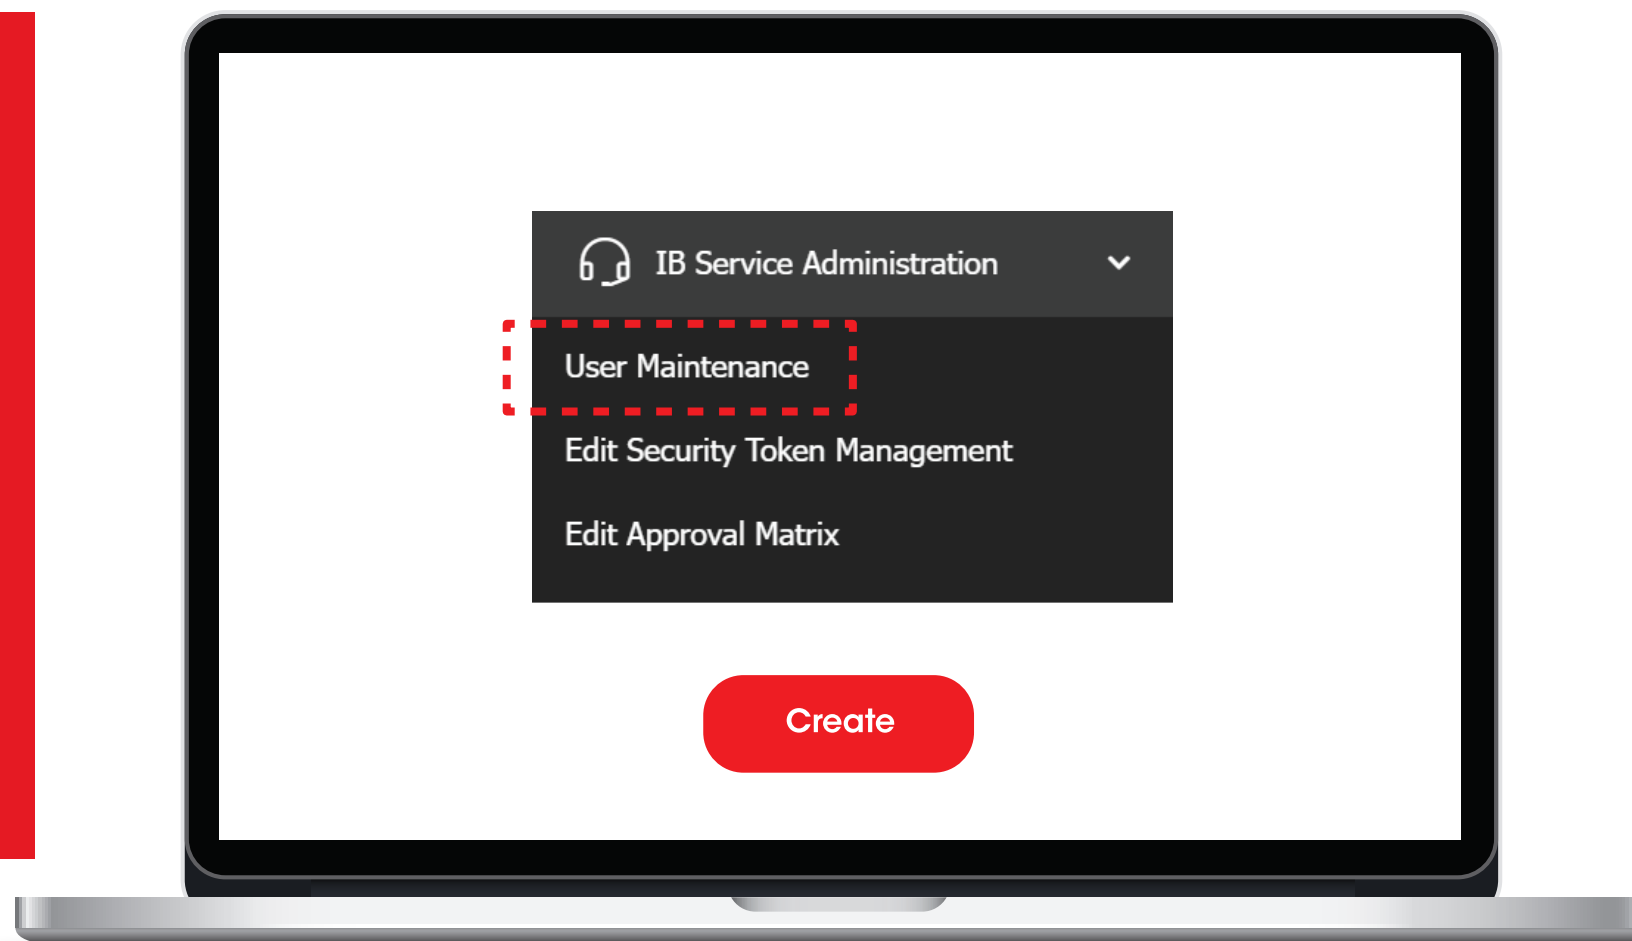 IB Service Administration
User Maintenance
Edit Security Token Management
Edit Approval Matrix
Create